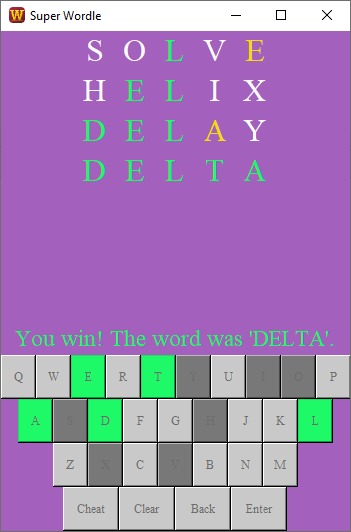 Super Wordle
S O L V E
H E L I X
D E L A Y
D E L T A
You win! The word was 'DELTA'.
Q W E R T Y U I O P
A S D F G H J K L
Z X C V B N M
Cheat Clear Back Enter